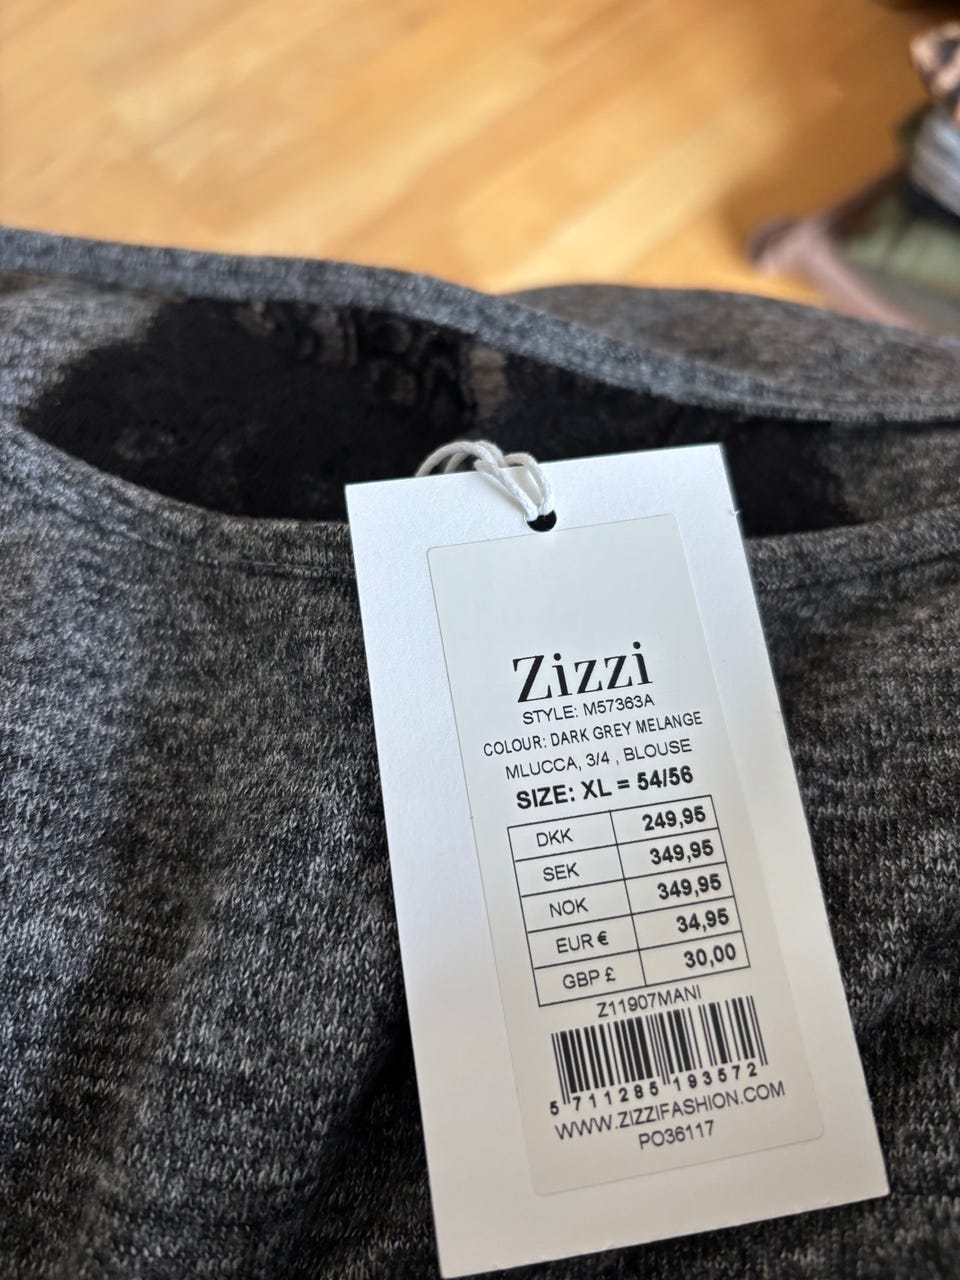 Zizzi
STYLE: M57363A
COLOUR: DARK GREY MELANGE
MLUCCA, 3/4 , BLOUSE
SIZE: XL = 54/56
DKK 249,95
SEK 349,95
NOK 349,95
EUR € 34,95
GBP £ 30,00
Z11907MANI
5 711285 193572
WWW.ZIZZIFASHION.COM
PO36117